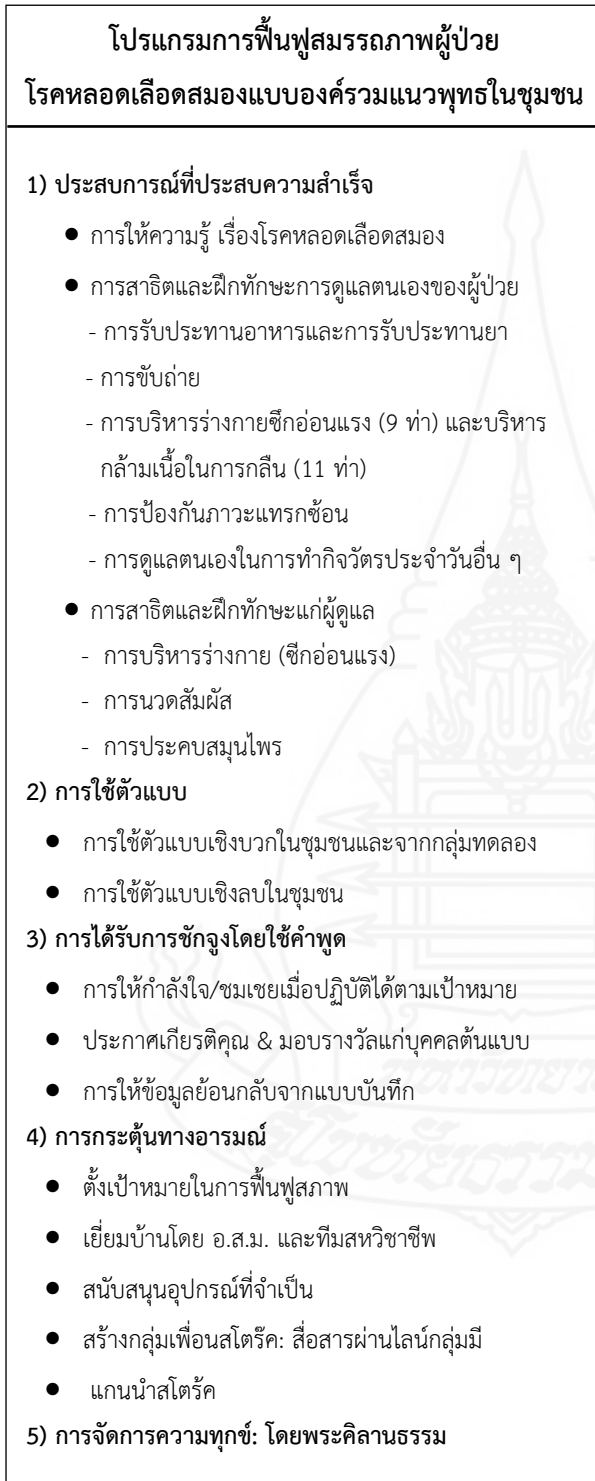 โปรแกรมการฟื้นฟูสมรรถภาพผู้ป่วย
โรคหลอดเลือดสมองแบบองค์รวมแนวพุทธในชุมชน
1) ประสบการณ์ที่ประสบความสำเร็จ
● การให้ความรู้ เรื่องโรคหลอดเลือดสมอง
● การสาธิตและฝึกทักษะการดูแลตนเองของผู้ป่วย
- การรับประทานอาหารและการรับประทานยา
- การขับถ่าย
- การบริหารร่างกายซีกอ่อนแรง (9 ท่า) และบริหาร
กล้ามเนื้อในการกลืน (11 ท่า)
- การป้องกันภาวะแทรกซ้อน
- การดูแลตนเองในการทำกิจวัตรประจำวันอื่น ๆ
● การสาธิตและฝึกทักษะแก่ผู้ดูแล
- การบริหารร่างกาย (ซีกอ่อนแรง)
- การนวดสัมผัส
- การประคบสมุนไพร
2) การใช้ตัวแบบ
● การใช้ตัวแบบเชิงบวกในชุมชนและจากกลุ่มทดลอง
● การใช้ตัวแบบเชิงลบในชุมชน
3) การได้รับการชักจูงโดยใช้คำพูด
● การให้กำลังใจ/ชมเชยเมื่อปฏิบัติได้ตามเป้าหมาย
● ประกาศเกียรติคุณ & มอบรางวัลแก่บุคคลต้นแบบ
● การให้ข้อมูลย้อนกลับจากแบบบันทึก
4) การกระตุ้นทางอารมณ์
● ตั้งเป้าหมายในการฟื้นฟูสภาพ
● เยี่ยมบ้านโดย อ.ส.ม. และทีมสหวิชาชีพ
● สนับสนุนอุปกรณ์ที่จำเป็น
● สร้างกลุ่มเพื่อนสโตร๊ค: สื่อสารผ่านไลน์กลุ่มมี
● แกนนำสโตร้ค
5) การจัดการความทุกข์: โดยพระคิลานธรรม